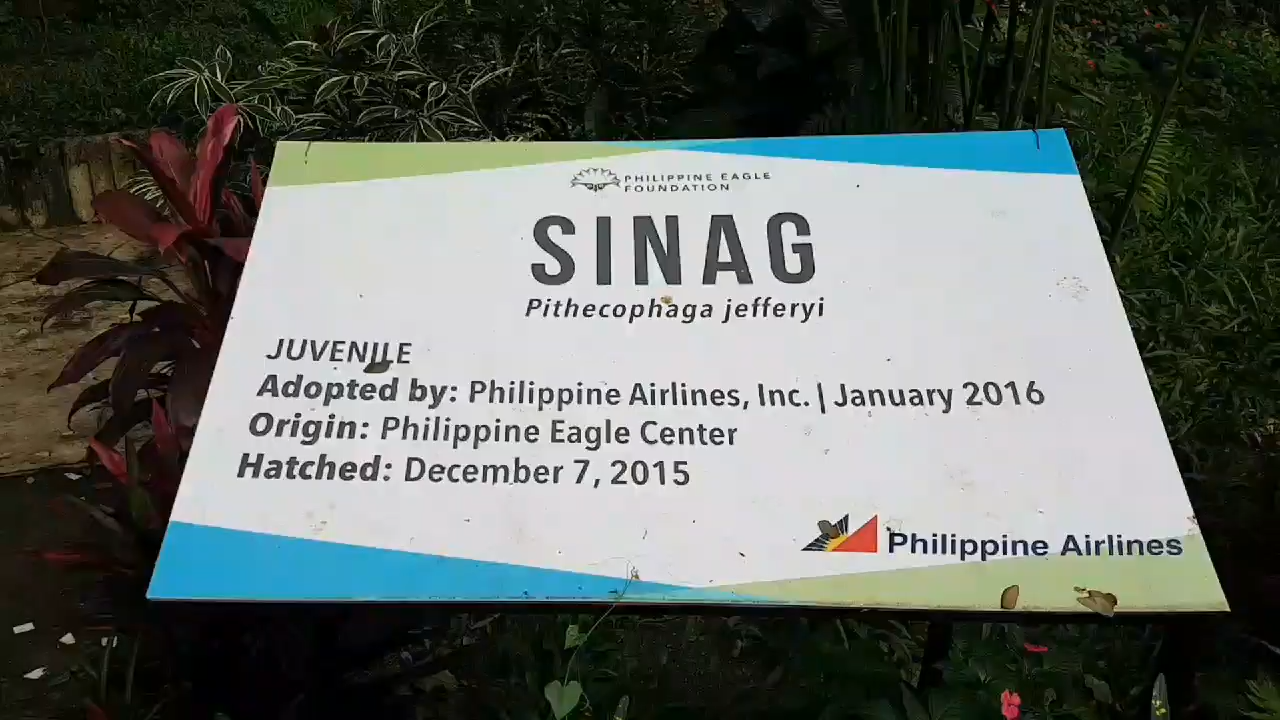 PHILIPPINE EAGLE
FOUNDATION
SINAG
Pithecophaga jefferyi
JUVENILE
Adopted by: Philippine Airlines, Inc. | January 2016
Origin: Philippine Eagle Center
Hatched: December 7, 2015
Philippine Airlines